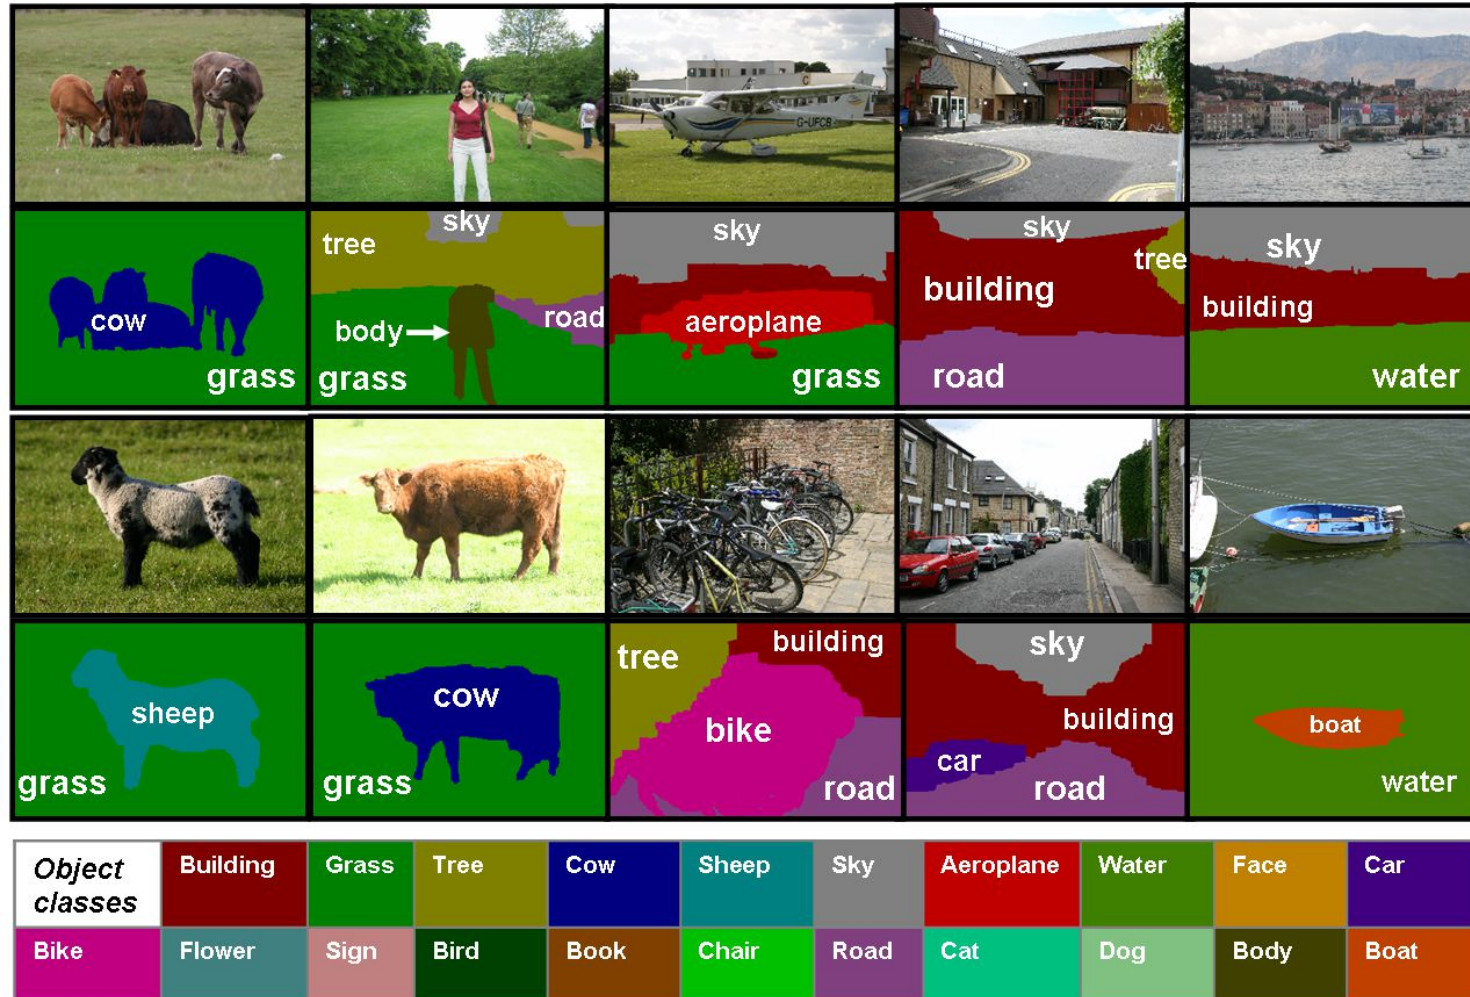 G-UFCB
sky
tree
body
road
grass
cow
grass
sky
aeroplane
grass
sky
tree
building
road
sky
building
water
sheep
grass
cow
grass
tree
building
bike
road
sky
building
car
road
boat
water
Object classes
Building Grass Tree Cow Sheep Sky Aeroplane Water Face Car
Bike Flower Sign Bird Book Chair Road Cat Dog Body Boat